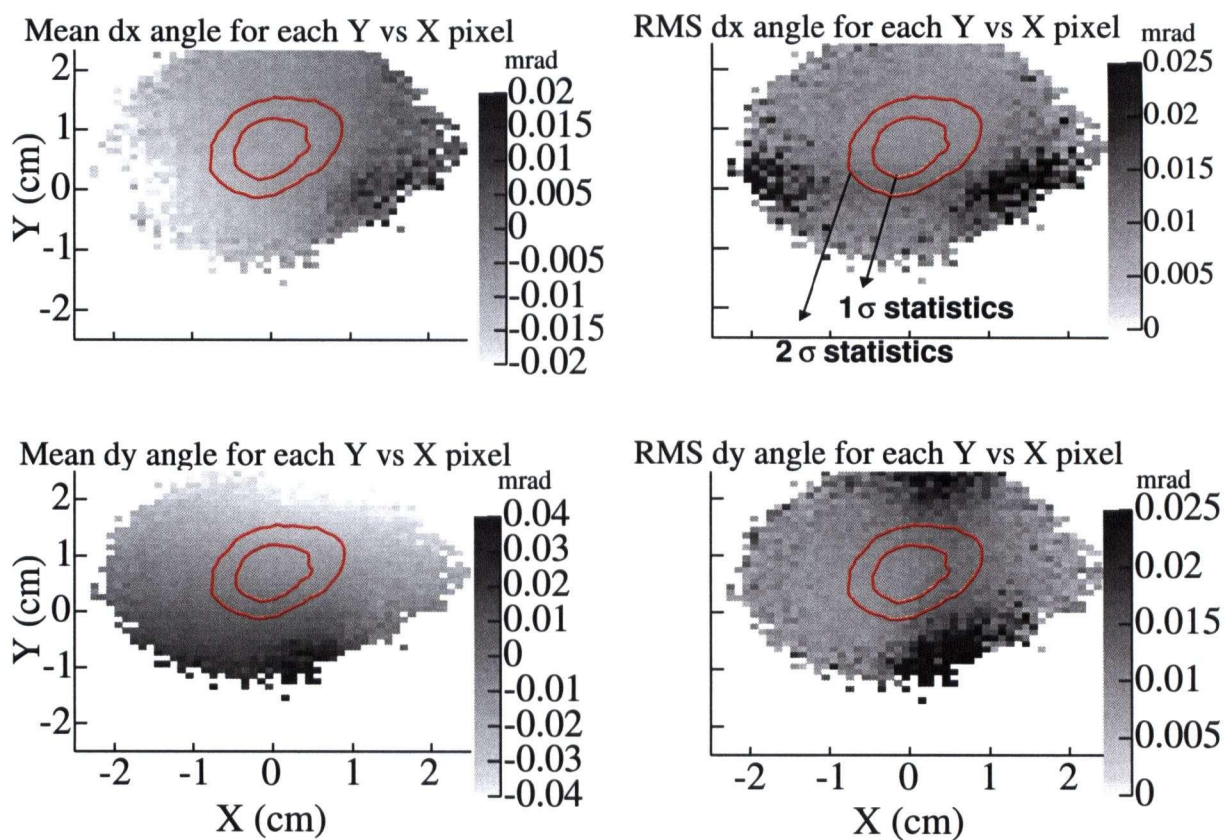 Mean dx angle for each Y vs X pixel
mrad
0.02
0.015
0.01
0.005
0
-0.005
-0.01
-0.015
-0.02
2
1
0
-1
-2
Y (cm)
RMS dx angle for each Y vs X pixel
mrad
0.025
0.02
0.015
0.01
0.005
0
1 σ statistics
2 σ statistics
Mean dy angle for each Y vs X pixel
mrad
0.04
0.03
0.02
0.01
0
-0.01
-0.02
-0.03
-0.04
2
1
0
-1
-2
Y (cm)
-2 -1 0 1 2
X (cm)
RMS dy angle for each Y vs X pixel
mrad
0.025
0.02
0.015
0.01
0.005
0
-2 -1 0 1 2
X (cm)